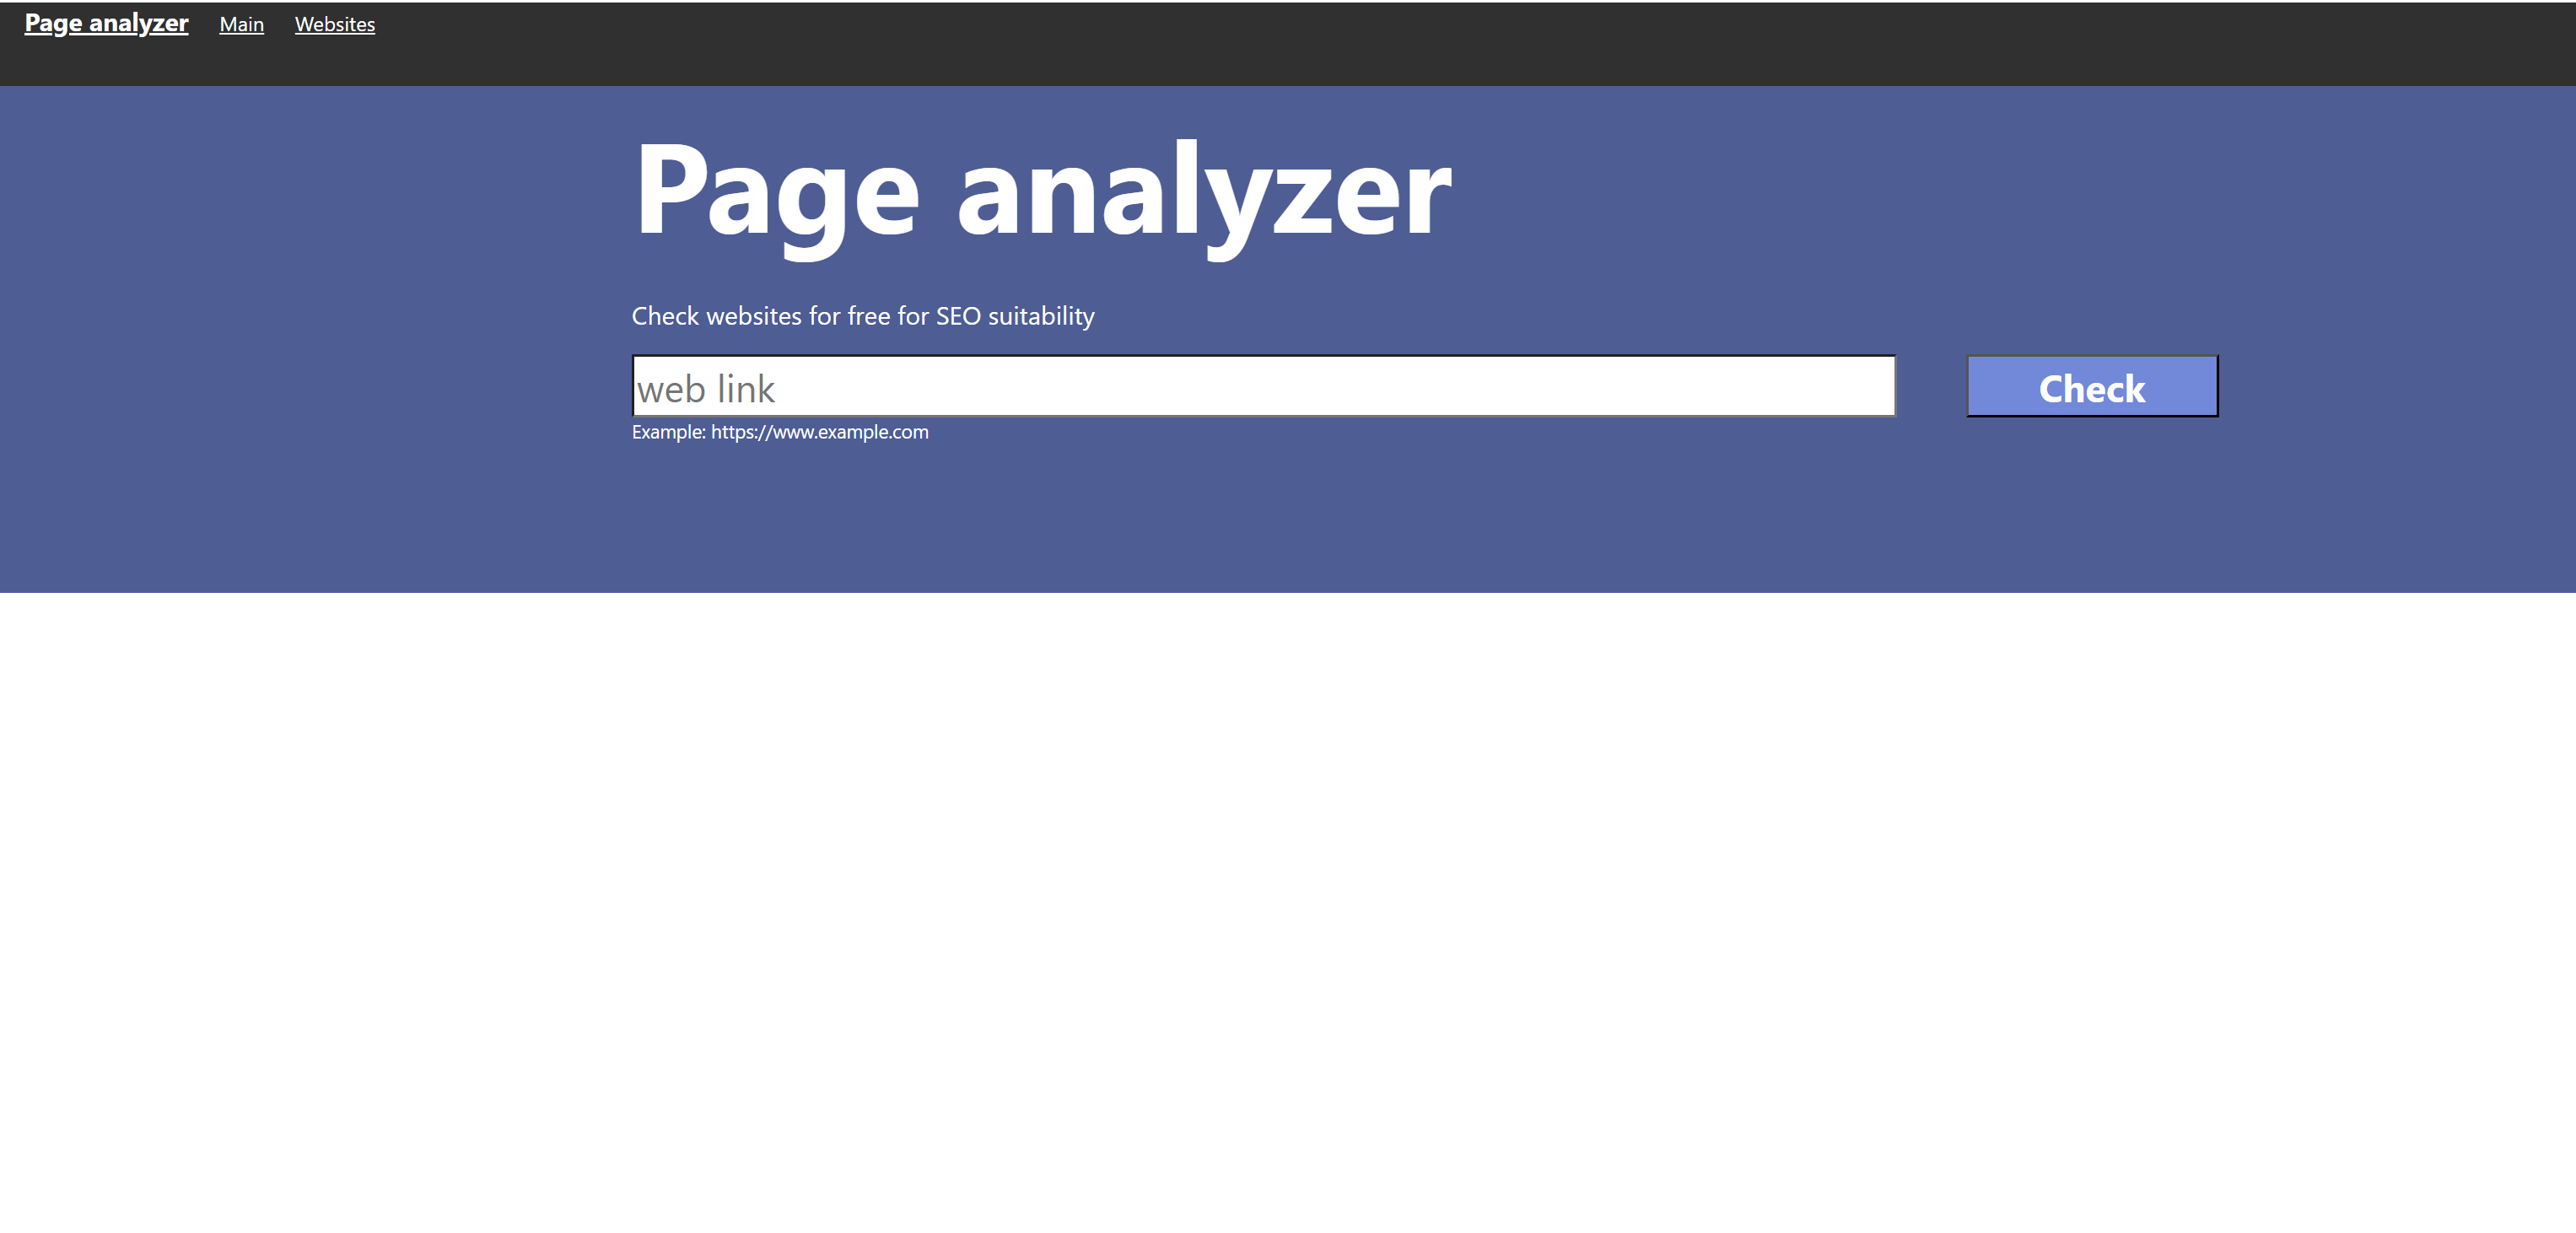 Page analyzer Main Websites
Page analyzer
Check websites for free for SEO suitability
web link Check
Example: https://www.example.com